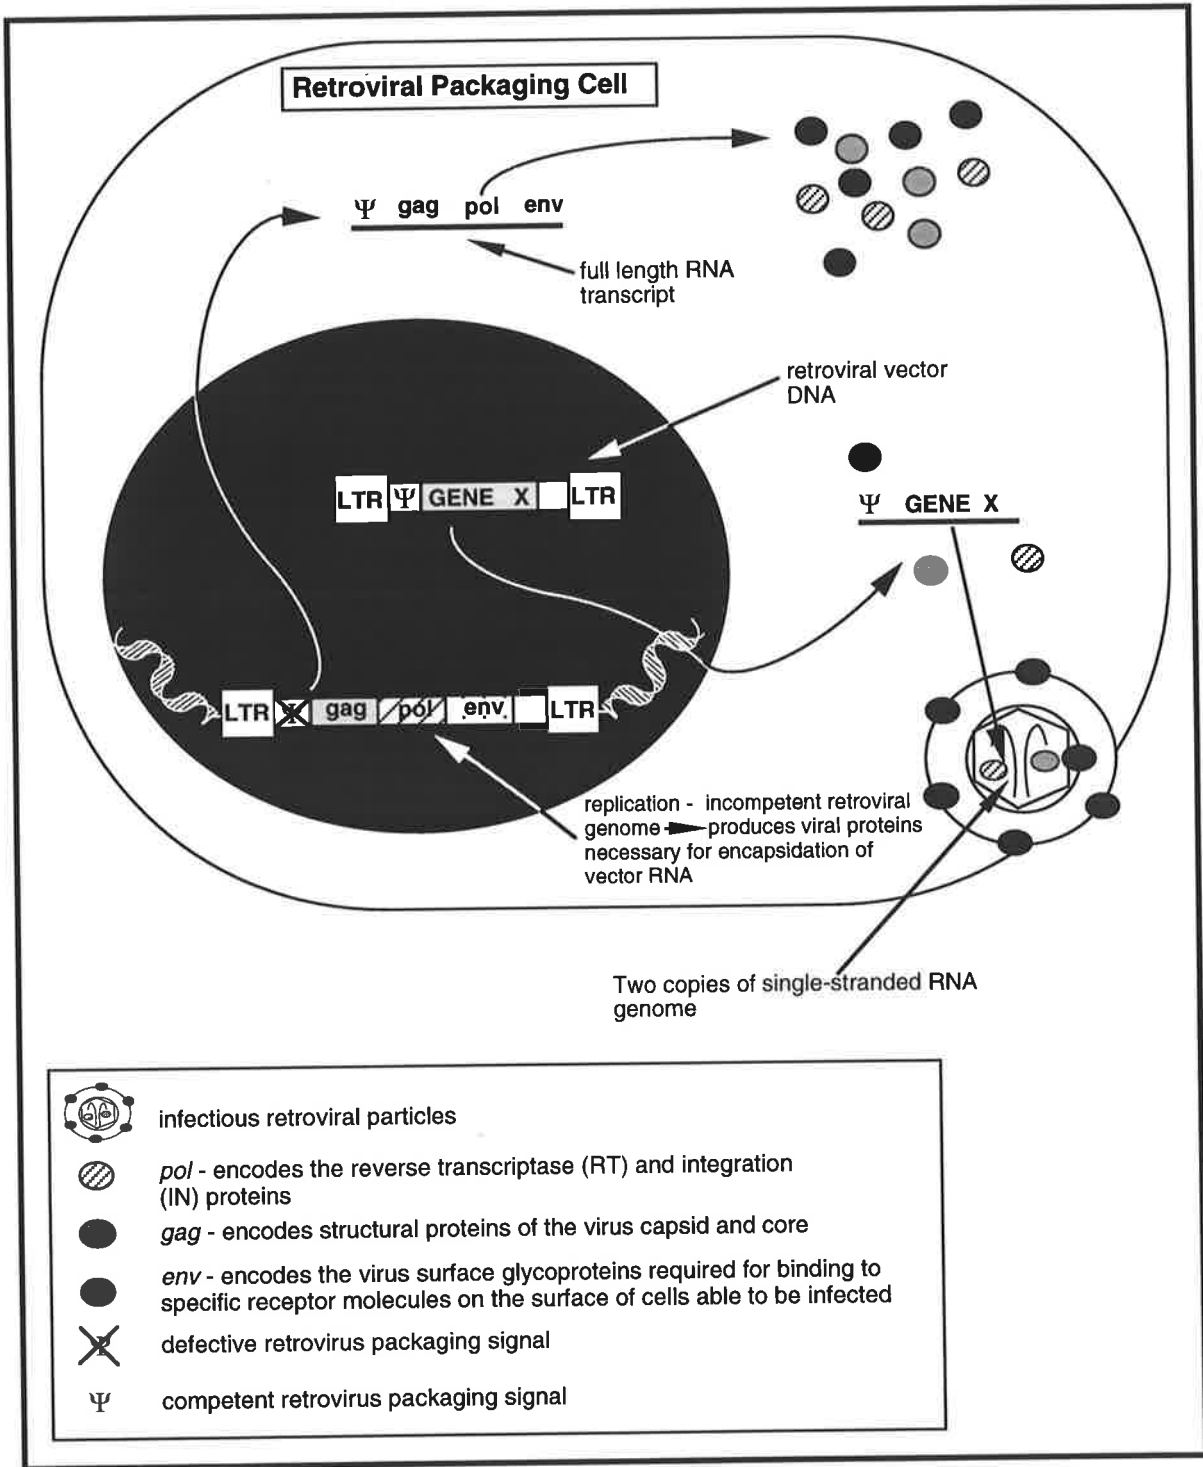 Retroviral Packaging Cell
Ψ gag pol env
full length RNA
transcript
retroviral vector
DNA
LTR Ψ GENE X LTR
Ψ GENE X
LTR Ψ gag pol env LTR
replication - incompetent retroviral
genome produces viral proteins
necessary for encapsidation of
vector RNA
Two copies of single-stranded RNA
genome
infectious retroviral particles
pol - encodes the reverse transcriptase (RT) and integration
(IN) proteins
gag - encodes structural proteins of the virus capsid and core
env - encodes the virus surface glycoproteins required for binding to
specific receptor molecules on the surface of cells able to be infected
Ψ defective retrovirus packaging signal
Ψ competent retrovirus packaging signal